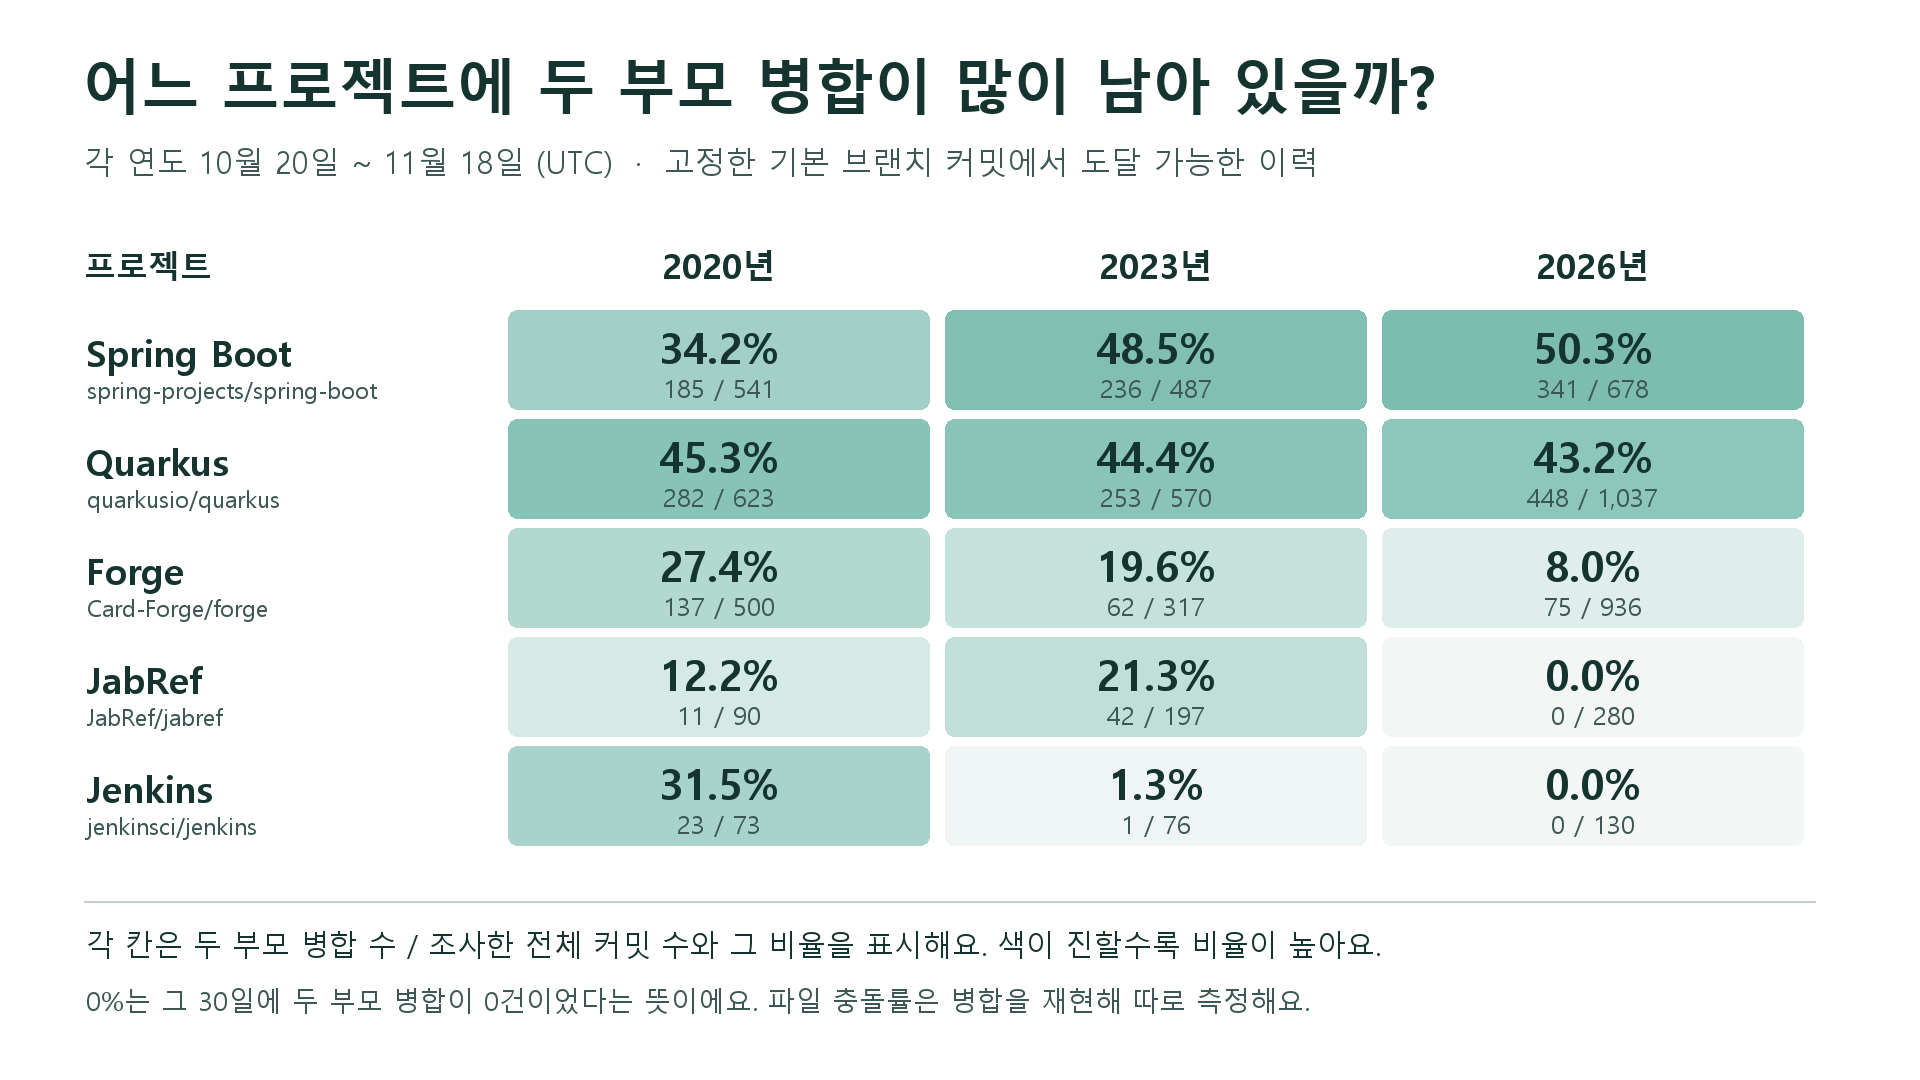 어느 프로젝트에 두 부모 병합이 많이 남아 있을까?
각 연도 10월 20일 ~ 11월 18일 (UTC) · 고정한 기본 브랜치 커밋에서 도달 가능한 이력
프로젝트 2020년 2023년 2026년
Spring Boot 34.2% 48.5% 50.3%
spring-projects/spring-boot 185 / 541 236 / 487 341 / 678
Quarkus 45.3% 44.4% 43.2%
quarkusio/quarkus 282 / 623 253 / 570 448 / 1,037
Forge 27.4% 19.6% 8.0%
Card-Forge/forge 137 / 500 62 / 317 75 / 936
JabRef 12.2% 21.3% 0.0%
JabRef/jabref 11 / 90 42 / 197 0 / 280
Jenkins 31.5% 1.3% 0.0%
jenkinsci/jenkins 23 / 73 1 / 76 0 / 130
각 칸은 두 부모 병합 수 / 조사한 전체 커밋 수와 그 비율을 표시해요. 색이 진할수록 비율이 높아요.
0%는 그 30일에 두 부모 병합이 0건이었다는 뜻이에요. 파일 충돌률은 병합을 재현해 따로 측정해요.